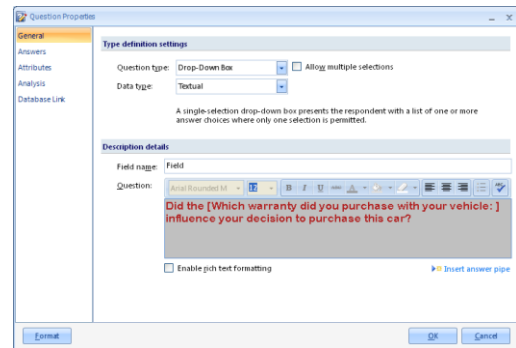 Question Properties
General
Answers
Attributes
Analysis
Database Link
Type definition settings
Question type: Drop-Down Box Allow multiple selections
Data type: Textual
A single-selection drop-down box presents the respondent with a list of one or more
answer choices where only one selection is permitted.
Description details
Field name: Field
Question: Arial Rounded M 12 B I U A
Did the [Which warranty did you purchase with your vehicle: ]
influence your decision to purchase this car?
Enable rich text formatting Insert answer pipe
Format OK Cancel